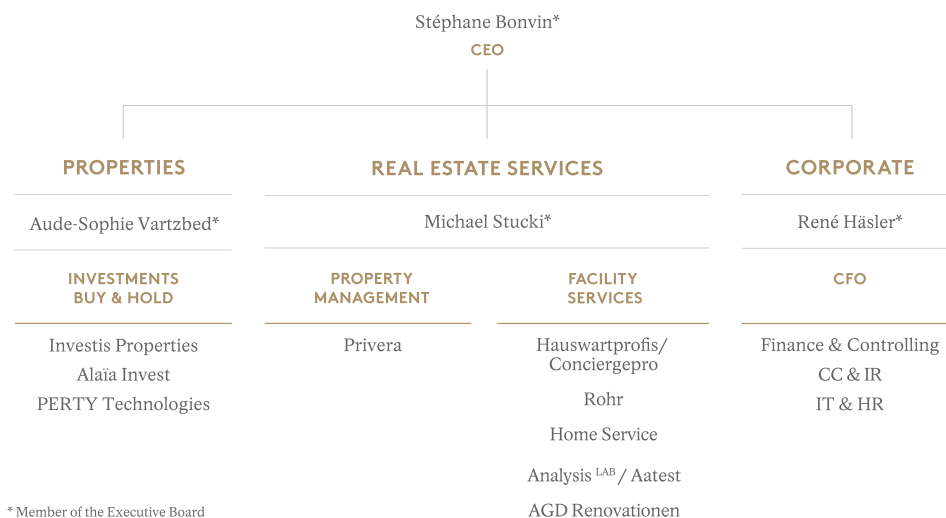 Stéphane Bonvin*
CEO
PROPERTIES
Aude-Sophie Vartzbed*
INVESTMENTS
BUY & HOLD
Investis Properties
Alaïa Invest
PERTY Technologies
REAL ESTATE SERVICES
Michael Stucki*
PROPERTY
MANAGEMENT
Privera
FACILITY
SERVICES
Hauswartprofis/
Conciergepro
Rohr
Home Service
Analysis LAB / Aatest
AGD Renovationen
CORPORATE
René Häsler*
CFO
Finance & Controlling
CC & IR
IT & HR
* Member of the Executive Board